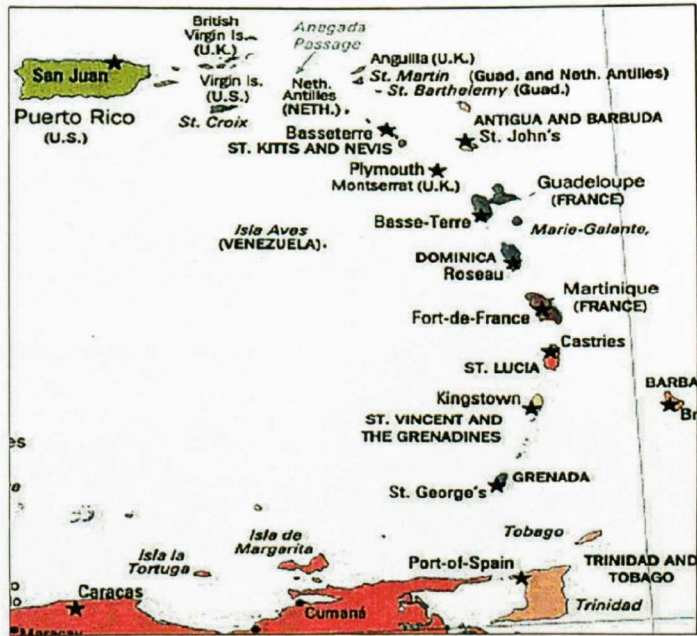 British
Virgin Is.
(U.K.)
Anegada
Passage
Anguilla (U.K.)
San Juan
Virgin Is.
(U.S.)
Neth.
Antilles
(NETH.)
St. Martin (Guad. and Neth. Antilles)
St. Barthelemy (Guad.)
Puerto Rico
(U.S.)
St. Croix
Basseterre
ST. KITTS AND NEVIS
ANTIGUA AND BARBUDA
St. John's
Plymouth
Montserrat (U.K.)
Guadeloupe
(FRANCE)
Basse-Terre
Marie-Galante,
Isla Aves
(VENEZUELA)
DOMINICA
Roseau
Martinique
(FRANCE)
Fort-de-France
Castries
ST. LUCIA
BARBA
Br
Kingstown
ST. VINCENT AND
THE GRENADINES
es
GRENADA
St. George's
Isla de
Margarita
Tobago
Isla la
Tortuga
Port-of-Spain
TRINIDAD AND
TOBAGO
Caracas
Cumaná
Trinidad